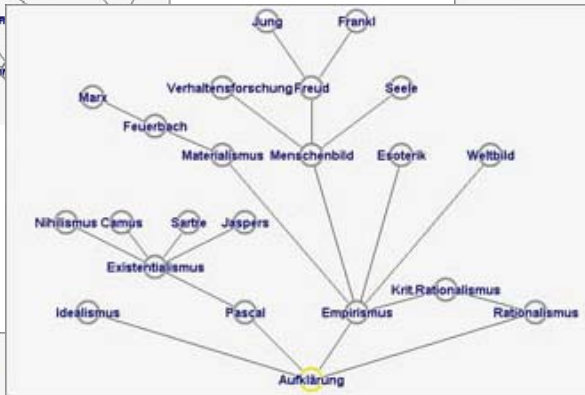 Jung
Frankl
Verhaltensforschung
Freud
Seele
Marx
Feuerbach
Materialismus
Menschenbild
Esoterik
Weltbild
Nihilismus
Camus
Sartre
Jaspers
Existentialismus
Krit.Rationalismus
Idealismus
Pascal
Empirismus
Rationalismus
Aufklärung